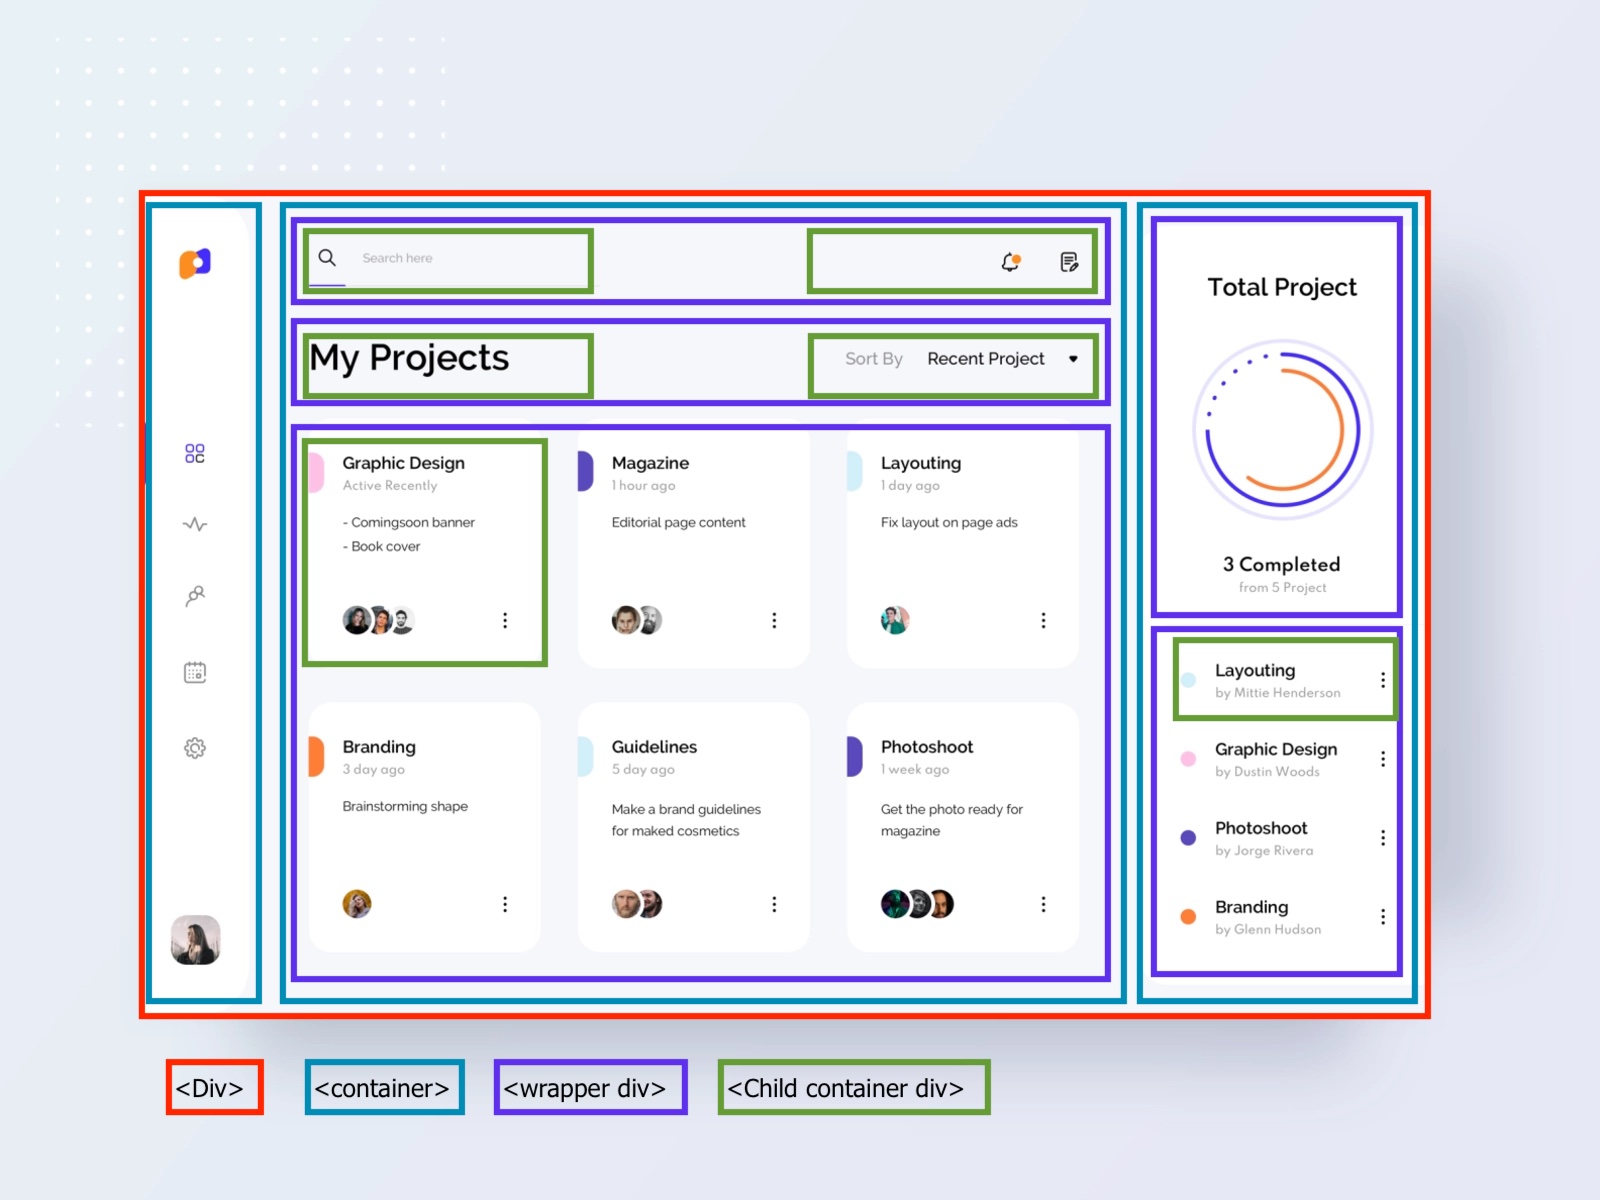 Search here
My Projects
Sort By Recent Project
Graphic Design
Active Recently
- Comingsoon banner
- Book cover
Magazine
1 hour ago
Editorial page content
Layouting
1 day ago
Fix layout on page ads
Branding
3 day ago
Brainstorming shape
Guidelines
5 day ago
Make a brand guidelines
for maked cosmetics
Photoshoot
1 week ago
Get the photo ready for
magazine
Total Project
3 Completed
from 5 Project
Layouting
by Mittie Henderson
Graphic Design
by Dustin Woods
Photoshoot
by Jorge Rivera
Branding
by Glenn Hudson
<Div>
<container>
<wrapper div>
<Child container div>